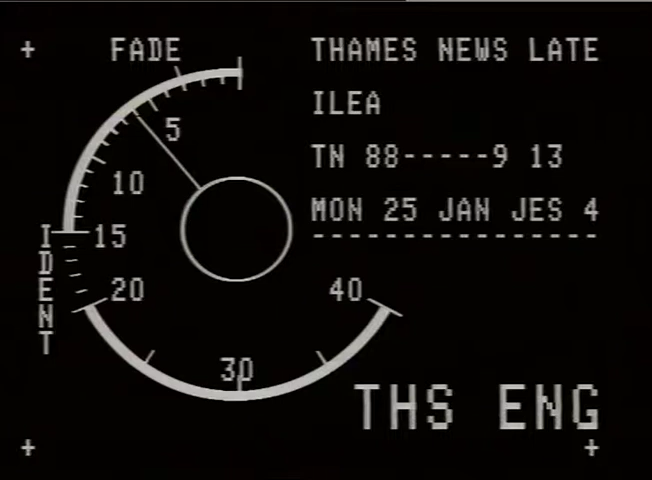 FADE
THAMES NEWS LATE
ILEA
TN 88-----9 13
MON 25 JAN JES 4
----------------
5
10
15
20
30
40
IDENT
THS ENG